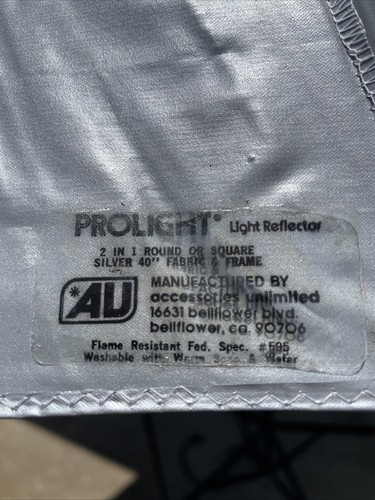 PROLIGHT® Light Reflector
2 IN 1 ROUND OR SQUARE
SILVER 40" FABRIC & FRAME
*AU
MANUFACTURED BY
accessories unlimited
16631 bellflower blvd.
bellflower, ca. 90706
Flame Resistant Fed. Spec. #595
Washable with Warm Soap & Water